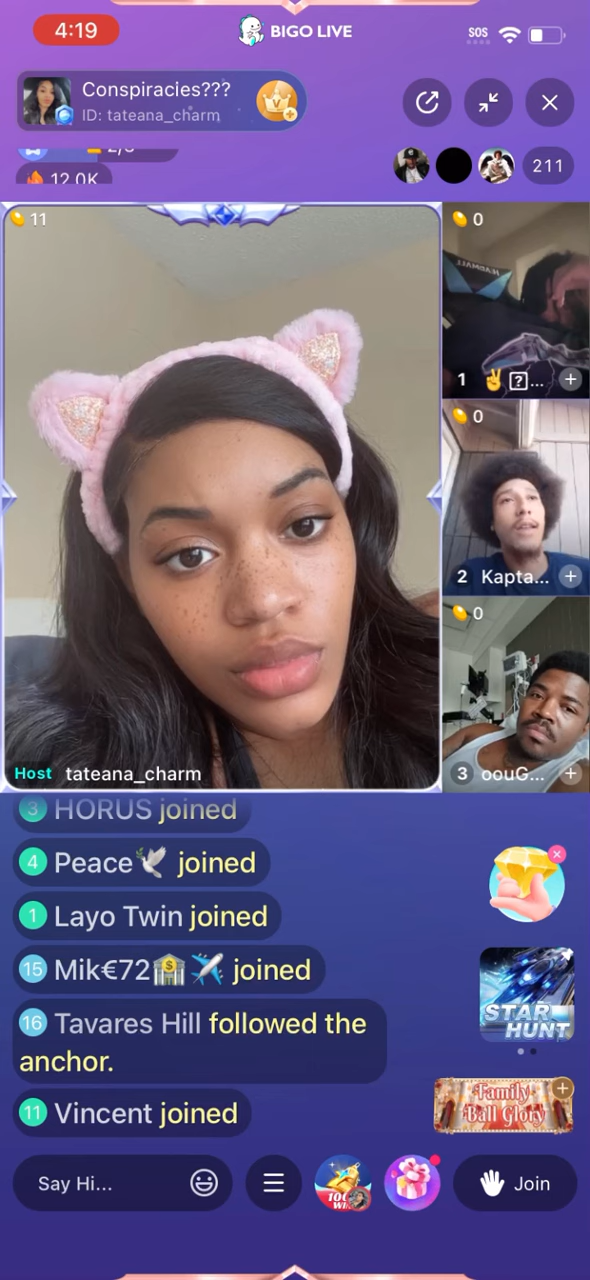 4:19
BIGO LIVE
SOS
Conspiracies???
ID: tateana_charm
12.0K
211
11
0
1 ✌️ ...
0
2 Kapta...
0
3 oouG...
Host tateana_charm
3 HORUS joined
4 Peace🕊️ joined
1 Layo Twin joined
15 Mik€72🏦✈️ joined
16 Tavares Hill followed the
anchor.
11 Vincent joined
STAR
HUNT
Family
Ball Glory
Say Hi...
Join